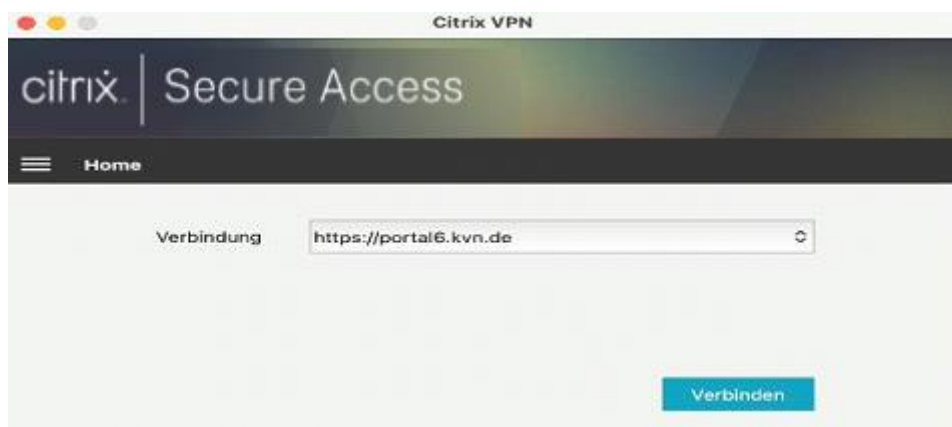 Citrix VPN
citrix. | Secure Access
Home
Verbindung https://portal6.kvn.de
Verbinden